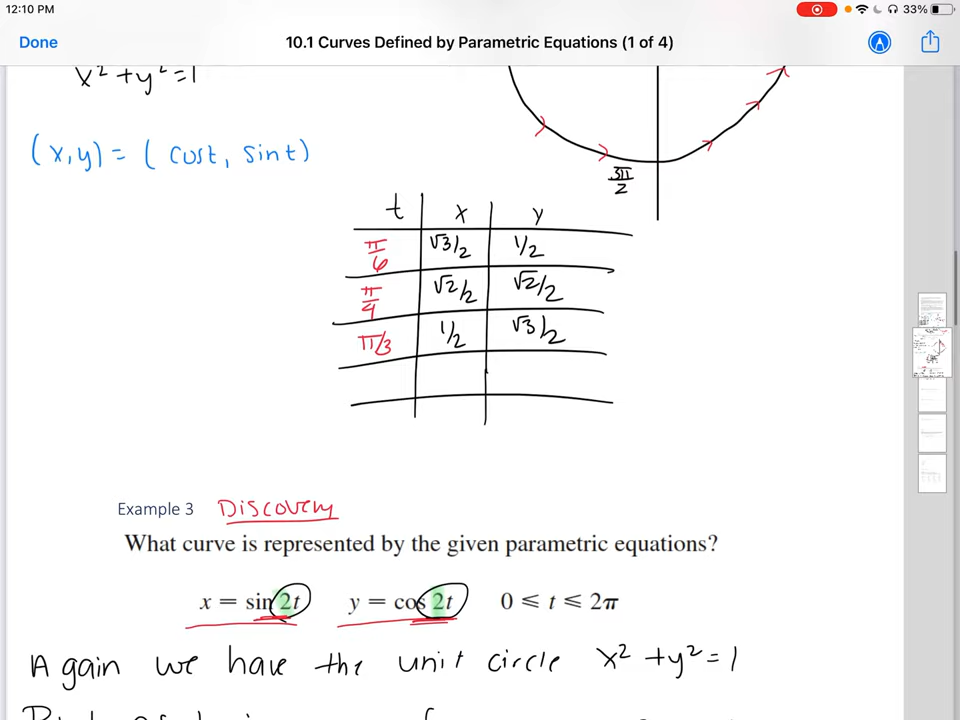 12:10 PM 33%
Done 10.1 Curves Defined by Parametric Equations (1 of 4)
x² + y² = 1
(x,y) = ( cost, sint)
3π/2
t x y
π/6 √3/2 1/2
π/4 √2/2 √2/2
π/3 1/2 √3/2
Example 3 Discovery
What curve is represented by the given parametric equations?
x = sin 2t y = cos 2t 0 ⩽ t ⩽ 2π
Again we have the unit circle x² + y² = 1